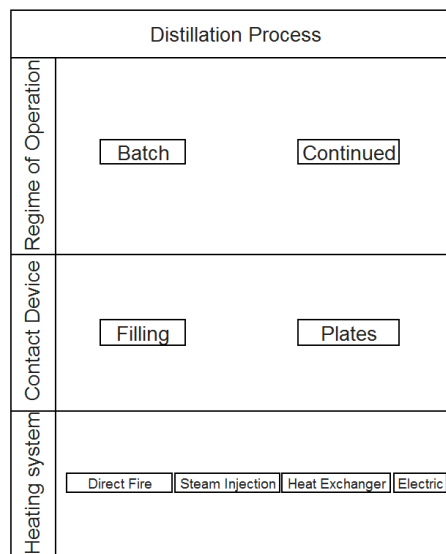 Distillation Process
Regime of Operation
Batch
Continued
Contact Device
Filling
Plates
Heating system
Direct Fire
Steam Injection
Heat Exchanger
Electric